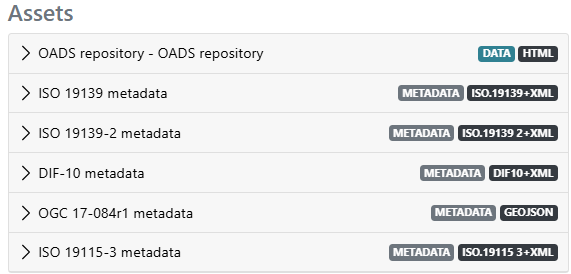 Assets
OADS repository - OADS repository DATA HTML
ISO 19139 metadata METADATA ISO.19139+XML
ISO 19139-2 metadata METADATA ISO.19139 2+XML
DIF-10 metadata METADATA DIF10+XML
OGC 17-084r1 metadata METADATA GEOJSON
ISO 19115-3 metadata METADATA ISO.19115 3+XML